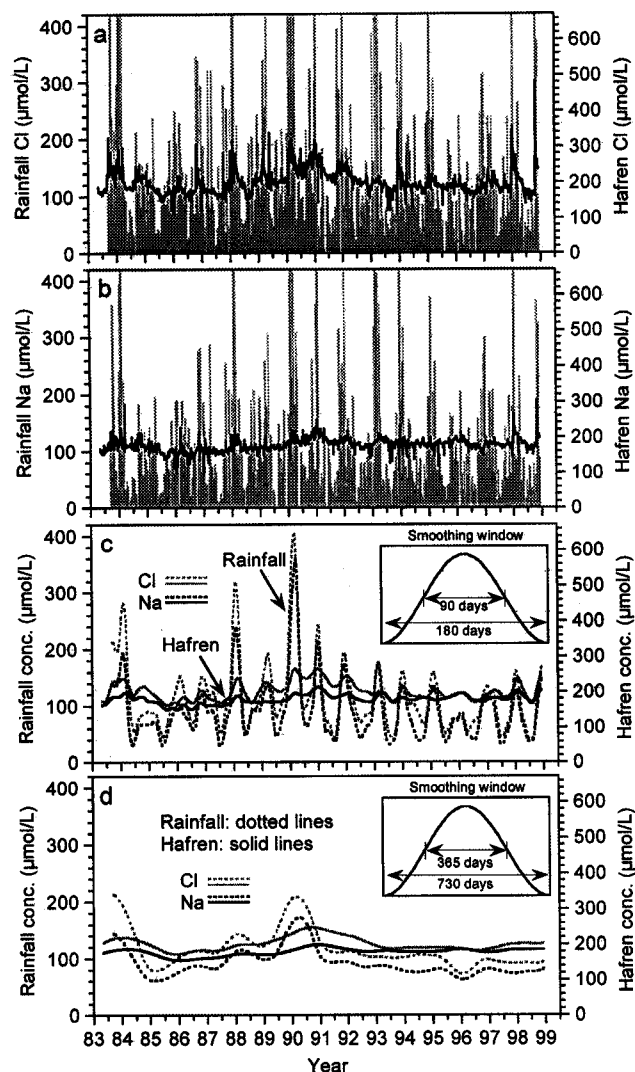 a
Rainfall Cl (µmol/L)
400
300
200
100
0
600
500
400
300
200
100
0
Hafren Cl (µmol/L)
b
Rainfall Na (µmol/L)
400
300
200
100
0
600
500
400
300
200
100
0
Hafren Na (µmol/L)
c
Rainfall conc. (µmol/L)
400
300
200
100
0
Cl
Na
Rainfall
Hafren
Smoothing window
90 days
180 days
600
500
400
300
200
100
0
Hafren conc. (µmol/L)
d
Rainfall conc. (µmol/L)
400
300
200
100
0
Rainfall: dotted lines
Hafren: solid lines
Cl
Na
Smoothing window
365 days
730 days
600
500
400
300
200
100
0
Hafren conc. (µmol/L)
83 84 85 86 87 88 89 90 91 92 93 94 95 96 97 98 99
Year